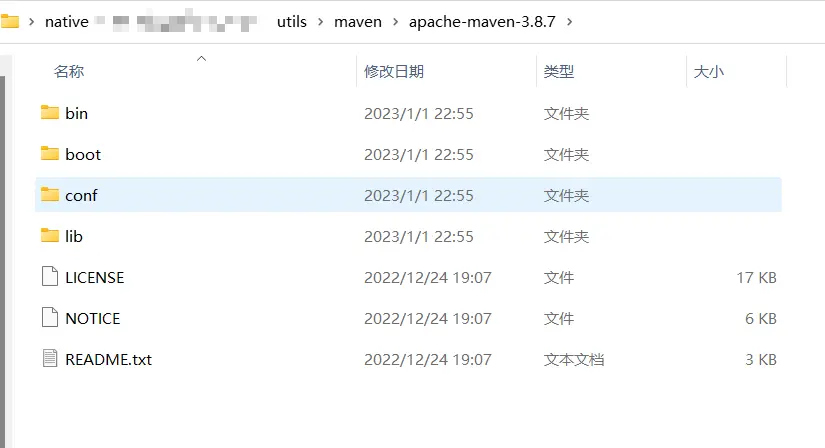 native utils maven apache-maven-3.8.7
名称 修改日期 类型 大小
bin 2023/1/1 22:55 文件夹
boot 2023/1/1 22:55 文件夹
conf 2023/1/1 22:55 文件夹
lib 2023/1/1 22:55 文件夹
LICENSE 2022/12/24 19:07 文件 17 KB
NOTICE 2022/12/24 19:07 文件 6 KB
README.txt 2022/12/24 19:07 文本文档 3 KB